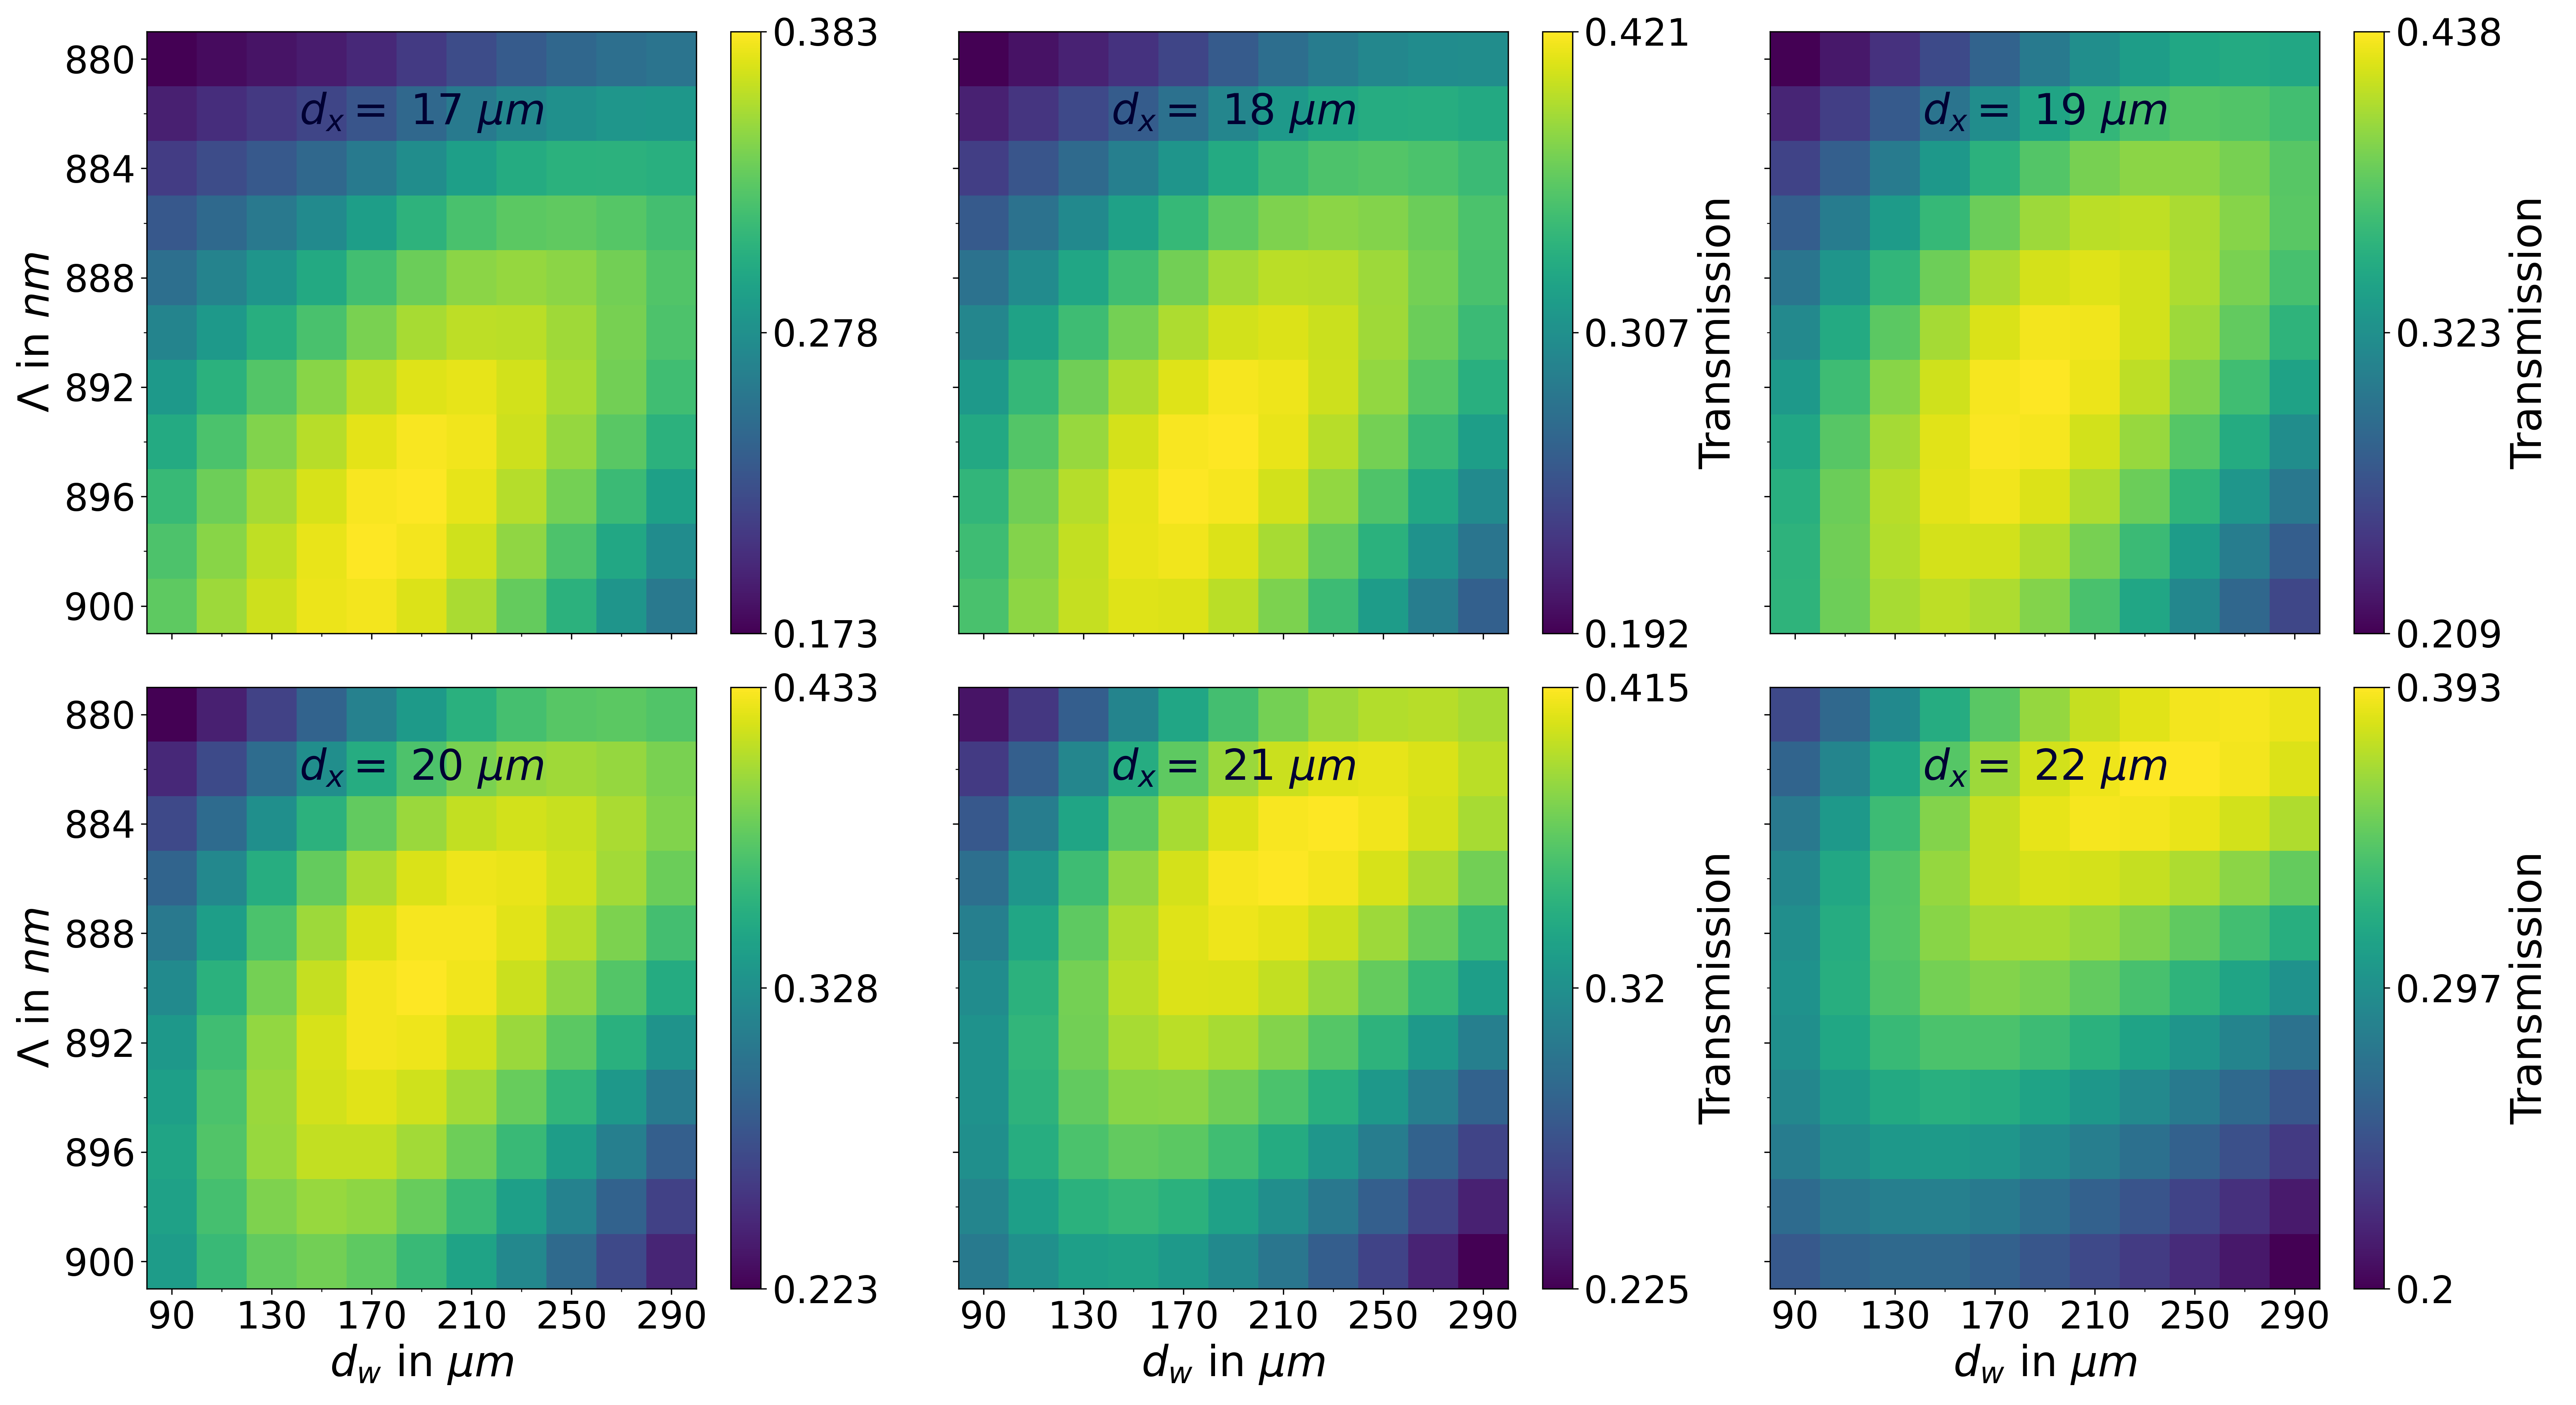 Λ in nm
880
884
888
892
896
900
d_x = 17 μm
0.383
0.278
0.173
d_x = 18 μm
0.421
0.307
0.192
Transmission
d_x = 19 μm
0.438
0.323
0.209
Transmission
Λ in nm
880
884
888
892
896
900
d_x = 20 μm
90 130 170 210 250 290
d_w in μm
0.433
0.328
0.223
d_x = 21 μm
90 130 170 210 250 290
d_w in μm
0.415
0.32
0.225
Transmission
d_x = 22 μm
90 130 170 210 250 290
d_w in μm
0.393
0.297
0.2
Transmission